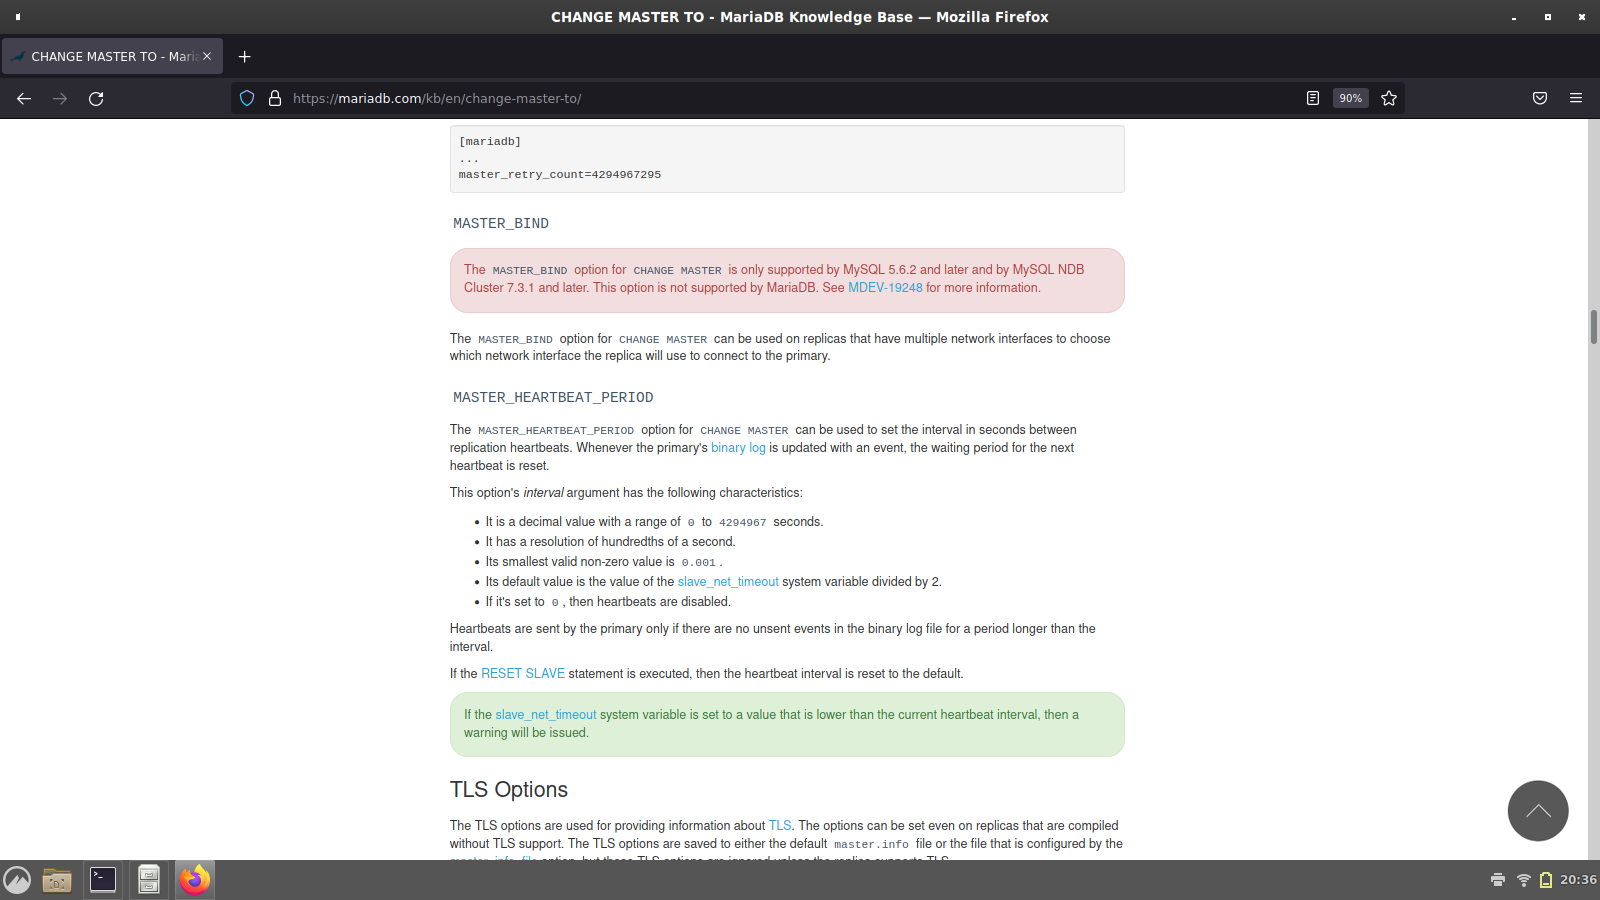 CHANGE MASTER TO - MariaDB Knowledge Base — Mozilla Firefox
CHANGE MASTER TO - Maria
https://mariadb.com/kb/en/change-master-to/
90%
[mariadb]
...
master_retry_count=4294967295
MASTER_BIND
The MASTER_BIND option for CHANGE MASTER is only supported by MySQL 5.6.2 and later and by MySQL NDB
Cluster 7.3.1 and later. This option is not supported by MariaDB. See MDEV-19248 for more information.
The MASTER_BIND option for CHANGE MASTER can be used on replicas that have multiple network interfaces to choose
which network interface the replica will use to connect to the primary.
MASTER_HEARTBEAT_PERIOD
The MASTER_HEARTBEAT_PERIOD option for CHANGE MASTER can be used to set the interval in seconds between
replication heartbeats. Whenever the primary's binary log is updated with an event, the waiting period for the next
heartbeat is reset.
This option's interval argument has the following characteristics:
• It is a decimal value with a range of 0 to 4294967 seconds.
• It has a resolution of hundredths of a second.
• Its smallest valid non-zero value is 0.001.
• Its default value is the value of the slave_net_timeout system variable divided by 2.
• If it's set to 0, then heartbeats are disabled.
Heartbeats are sent by the primary only if there are no unsent events in the binary log file for a period longer than the
interval.
If the RESET SLAVE statement is executed, then the heartbeat interval is reset to the default.
If the slave_net_timeout system variable is set to a value that is lower than the current heartbeat interval, then a
warning will be issued.
TLS Options
The TLS options are used for providing information about TLS. The options can be set even on replicas that are compiled
without TLS support. The TLS options are saved to either the default master.info file or the file that is configured by the
master_info_file option, but these TLS options are ignored unless the replica supports TLS.
20:36